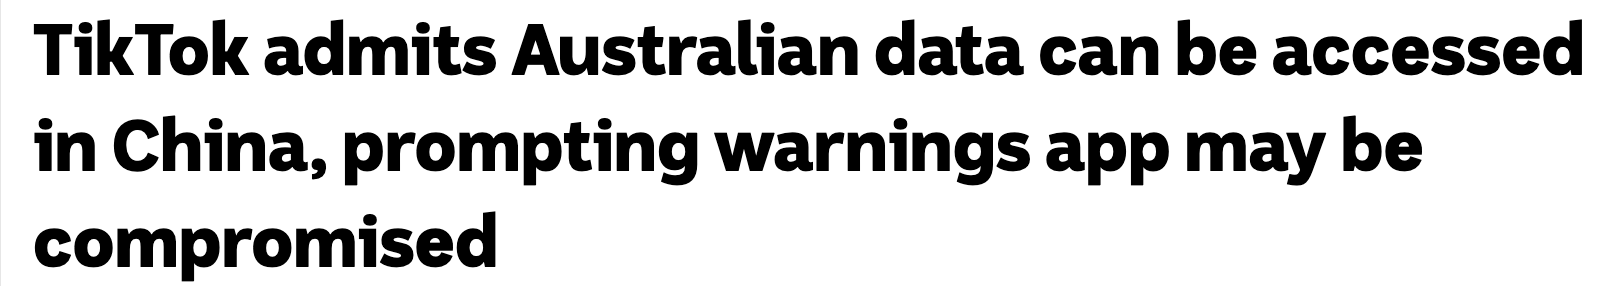 TikTok admits Australian data can be accessed
in China, prompting warnings app may be
compromised